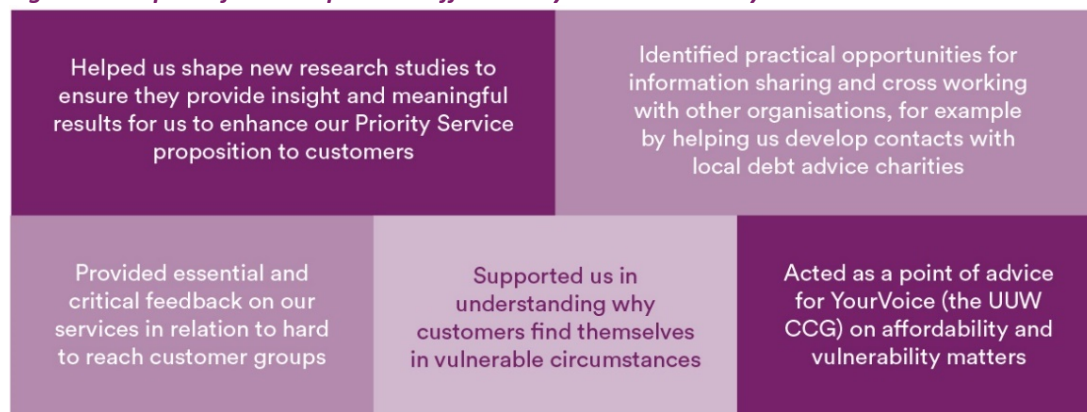 Helped us shape new research studies to
ensure they provide insight and meaningful
results for us to enhance our Priority Service
proposition to customers
Identified practical opportunities for
information sharing and cross working
with other organisations, for example
by helping us develop contacts with
local debt advice charities
Provided essential and
critical feedback on our
services in relation to hard
to reach customer groups
Supported us in
understanding why
customers find themselves
in vulnerable circumstances
Acted as a point of advice
for YourVoice (the UUW
CCG) on affordability and
vulnerability matters